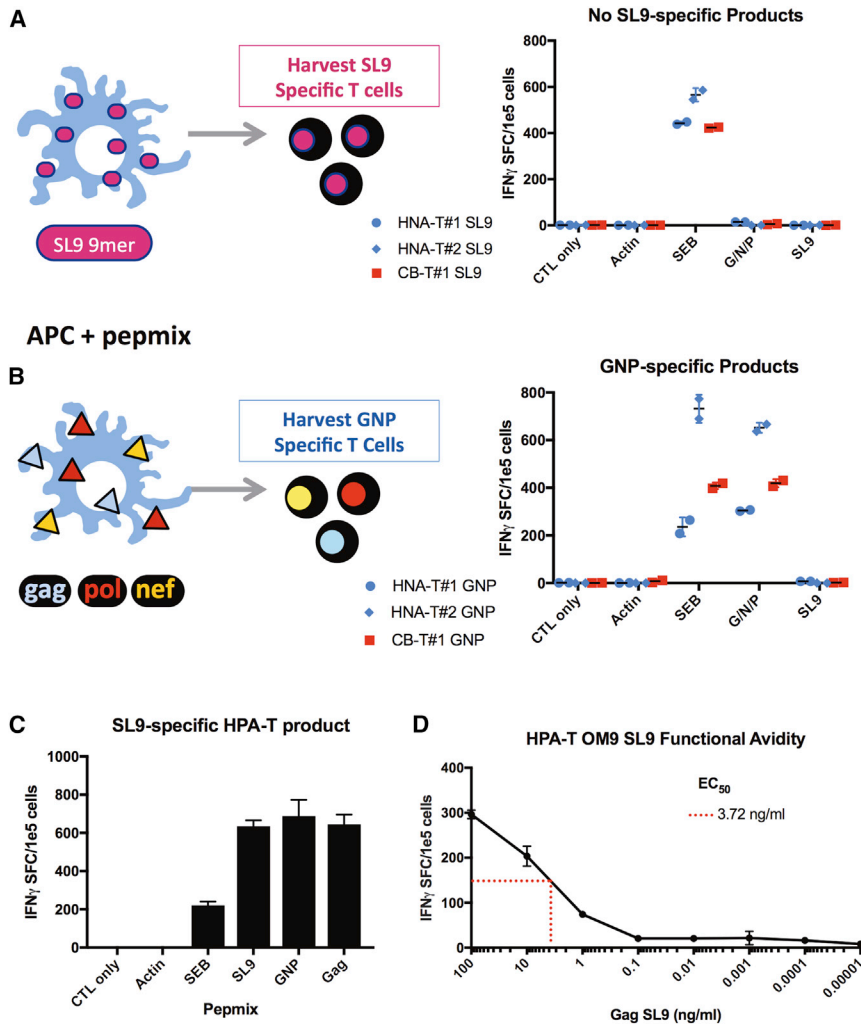 A
Harvest SL9
Specific T cells
SL9 9mer
HNA-T#1 SL9
HNA-T#2 SL9
CB-T#1 SL9
No SL9-specific Products
IFNγ SFC/1e5 cells
800
600
400
200
0
CTL only
Actin
SEB
G/N/P
SL9
APC + pepmix
B
Harvest GNP
Specific T Cells
gag pol nef
HNA-T#1 GNP
HNA-T#2 GNP
CB-T#1 GNP
GNP-specific Products
IFNγ SFC/1e5 cells
800
600
400
200
0
CTL only
Actin
SEB
G/N/P
SL9
C
SL9-specific HPA-T product
IFNγ SFC/1e5 cells
1000
800
600
400
200
0
CTL only
Actin
SEB
SL9
GNP
Gag
Pepmix
D
HPA-T OM9 SL9 Functional Avidity
EC50
3.72 ng/ml
IFNγ SFC/1e5 cells
400
300
200
100
0
100
10
1
0.1
0.01
0.001
0.0001
0.00001
Gag SL9 (ng/ml)